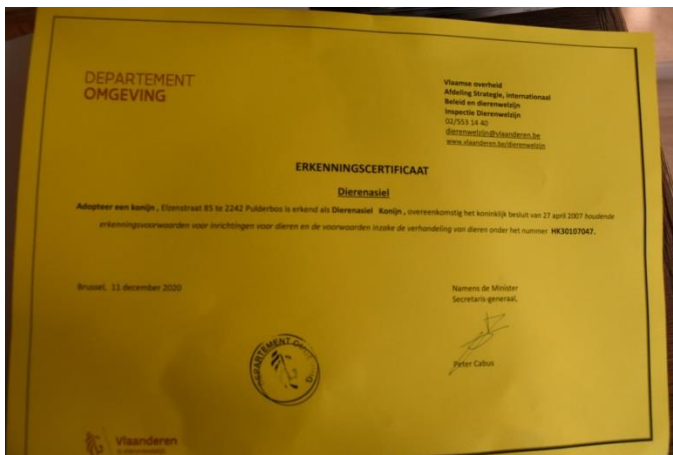 DEPARTEMENT
OMGEVING
Vlaamse overheid
Afdeling Strategie, internationaal
Beleid en dierenwelzijn
Inspectie Dierenwelzijn
02/553 14 40
dierenwelzijn@vlaanderen.be
www.vlaanderen.be/dierenwelzijn
ERKENNINGSCERTIFICAAT
Dierenasiel
Adopteer een konijn , Elzenstraat 85 te 2242 Pulderbos is erkend als Dierenasiel Konijn , overeenkomstig het koninklijk besluit van 27 april 2007 houdende
erkenningsvoorwaarden voor inrichtingen voor dieren en de voorwaarden inzake de verhandeling van dieren onder het nummer HK30107047.
Brussel, 11 december 2020
Namens de Minister
Secretaris-generaal,
DEPARTEMENT
Peter Cabus
Vlaanderen
is dierenwelzijn